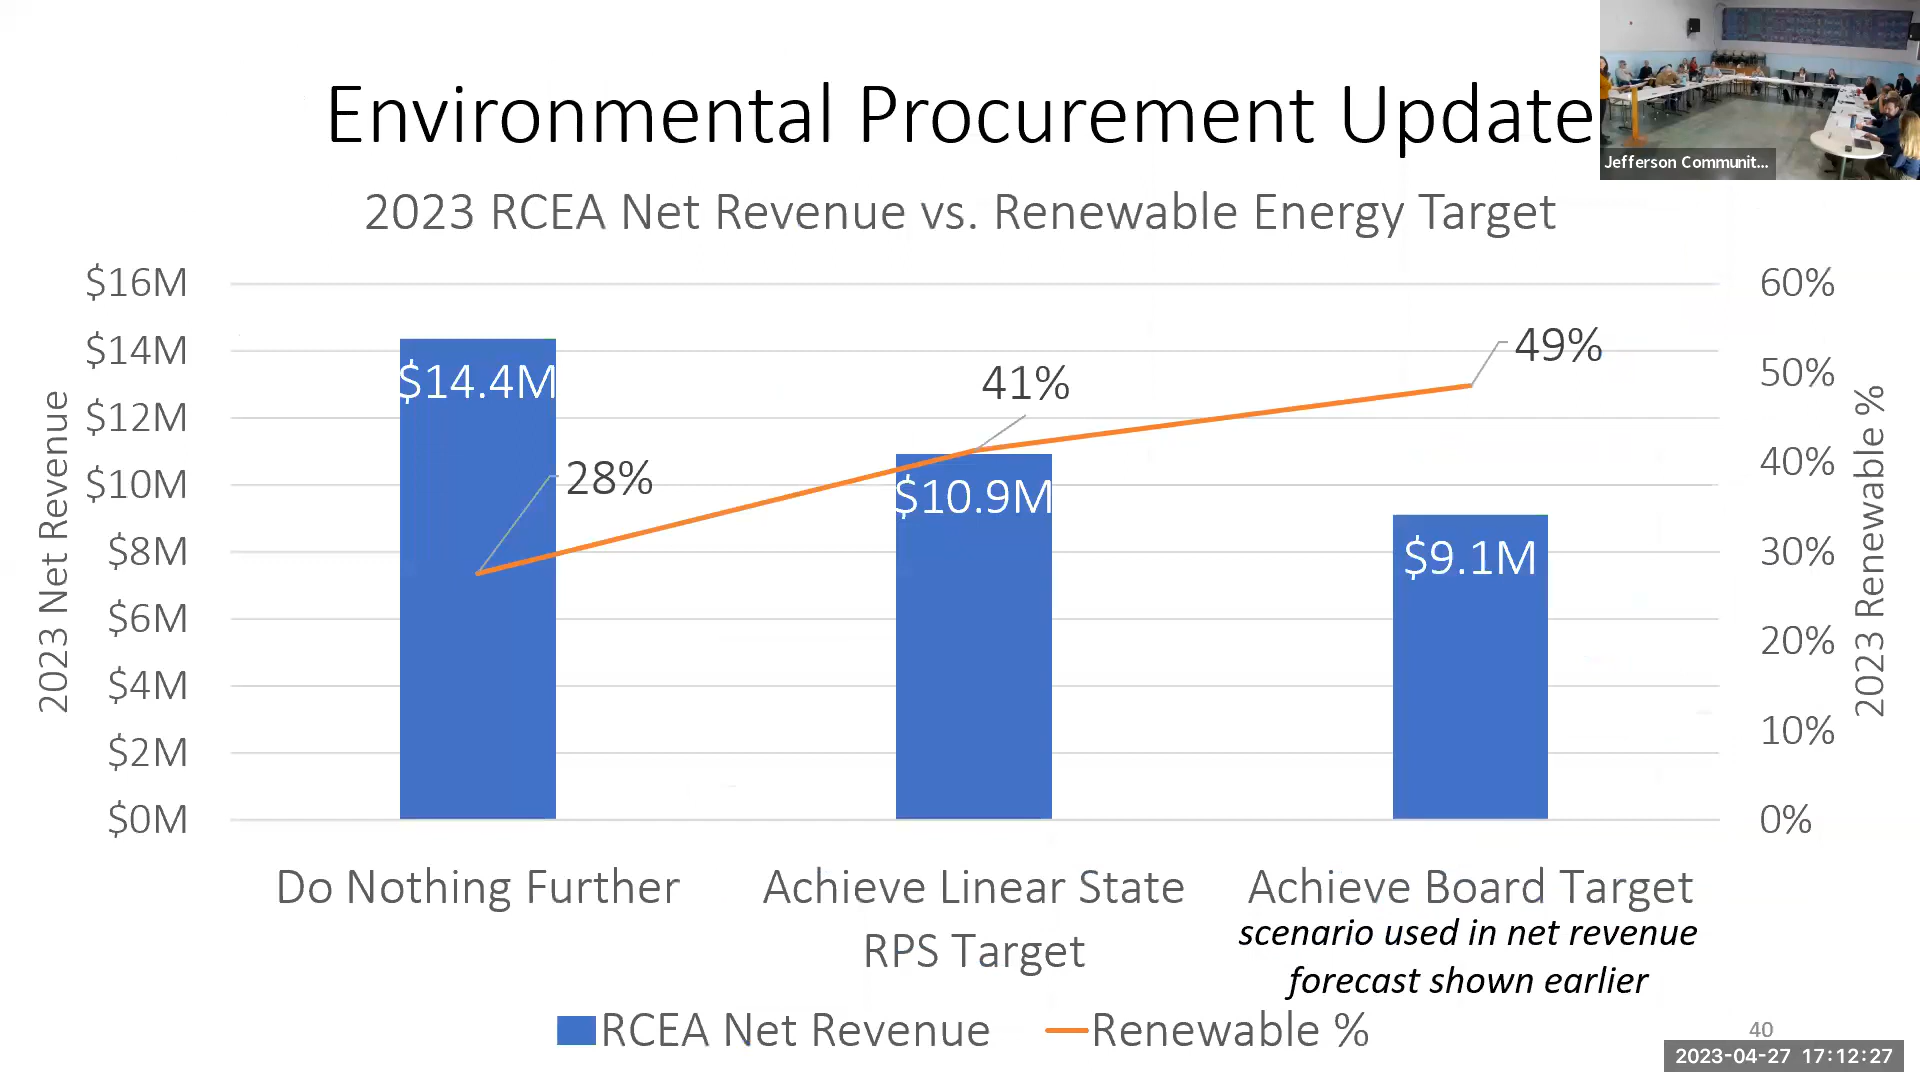 Environmental Procurement Update
Jefferson Communit...
2023 RCEA Net Revenue vs. Renewable Energy Target
2023 Net Revenue
$16M
$14M
$12M
$10M
$8M
$6M
$4M
$2M
$0M
$14.4M
28%
41%
$10.9M
49%
$9.1M
60%
50%
40%
30%
20%
10%
0%
2023 Renewable %
Do Nothing Further
Achieve Linear State
RPS Target
Achieve Board Target
scenario used in net revenue
forecast shown earlier
RCEA Net Revenue
Renewable %
40
2023-04-27 17:12:27